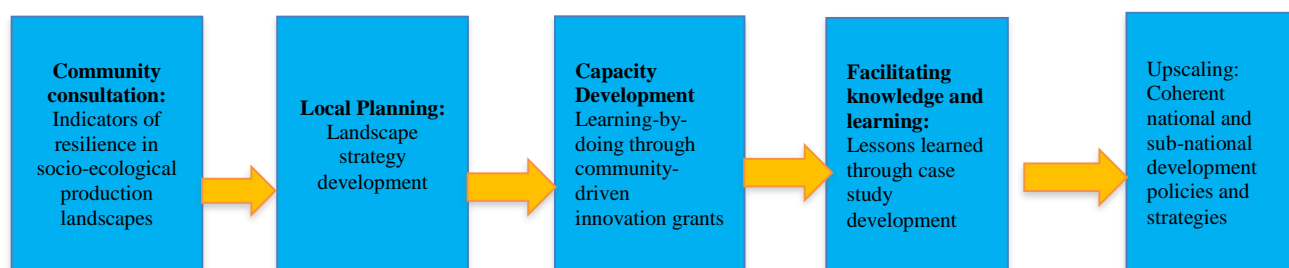 Community
consultation:
Indicators of
resilience in
socio-ecological
production
landscapes
Local Planning:
Landscape
strategy
development
Capacity
Development
Learning-by-
doing through
community-
driven
innovation grants
Facilitating
knowledge and
learning:
Lessons learned
through case
study
development
Upscaling:
Coherent
national and
sub-national
development
policies and
strategies